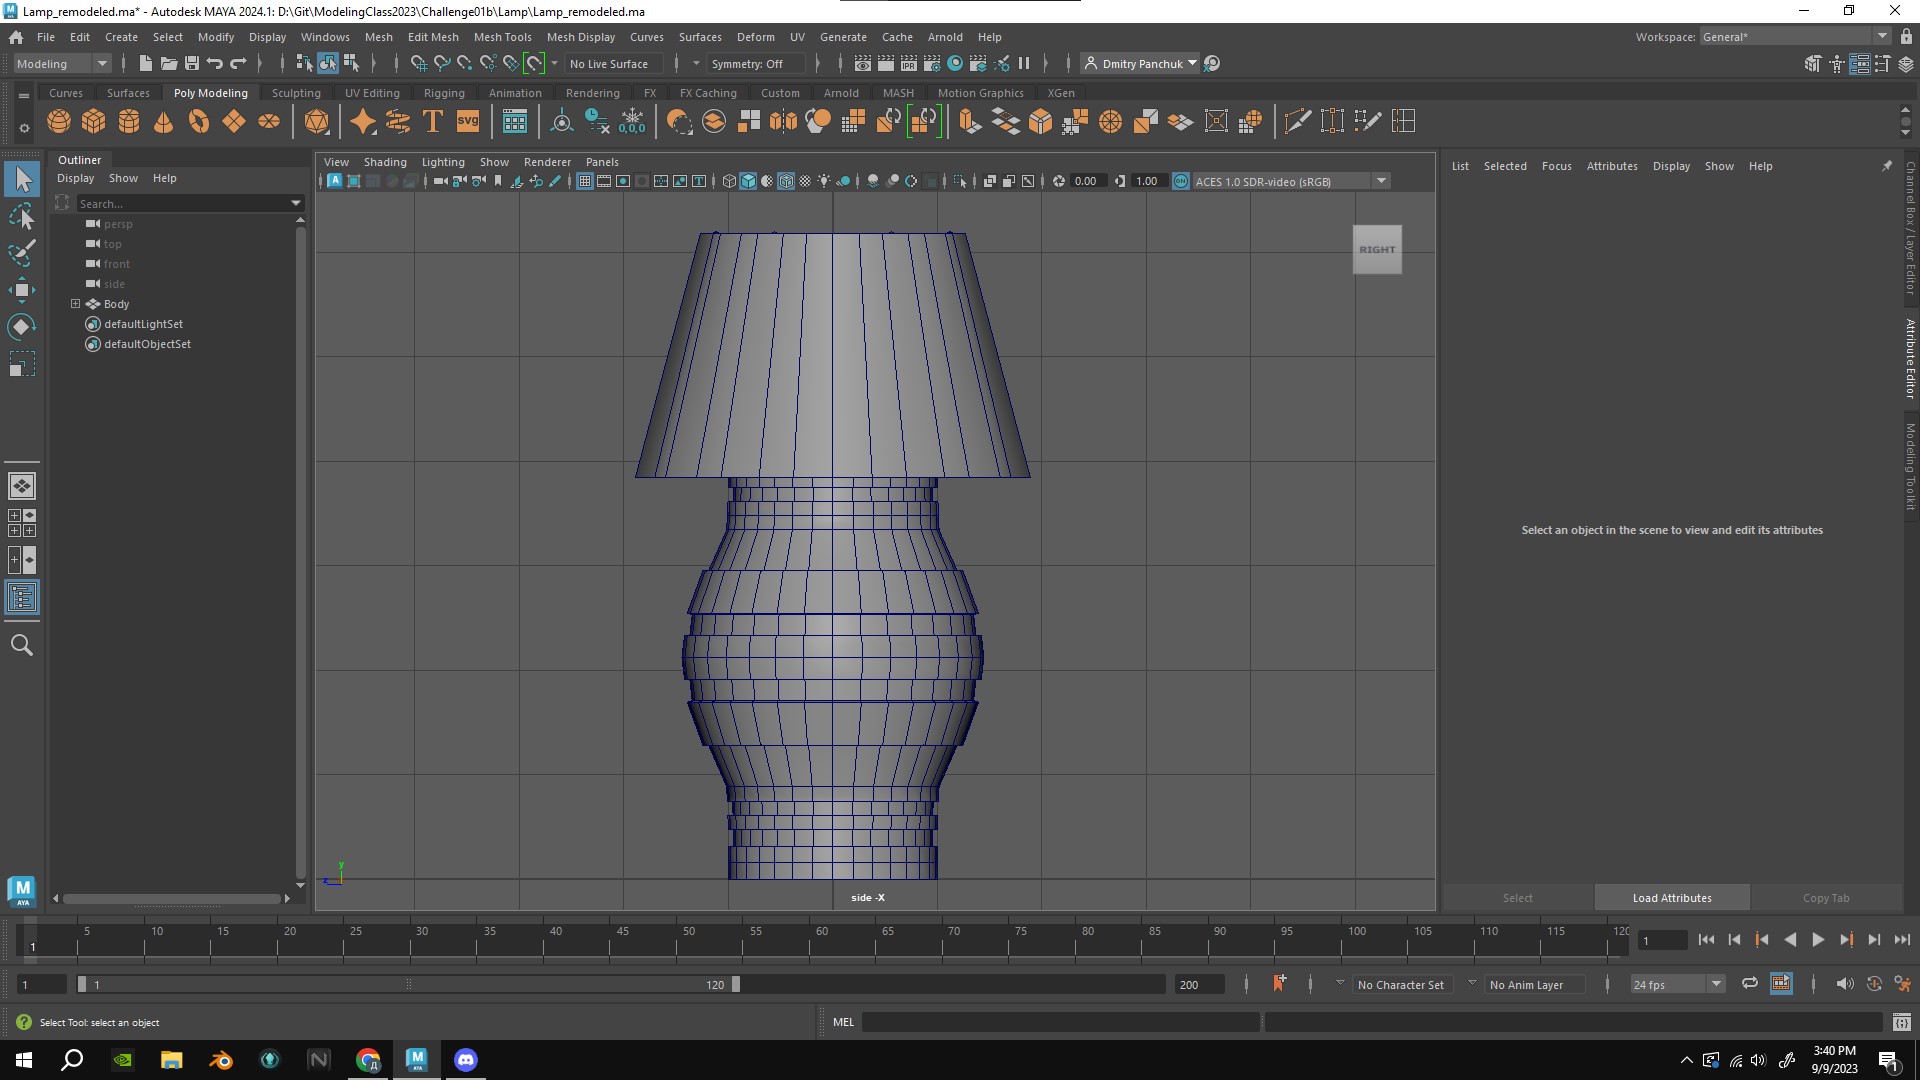 Lamp_remodeled.ma* - Autodesk MAYA 2024.1: D:\Git\ModelingClass2023\Challenge01b\Lamp\Lamp_remodeled.ma
File Edit Create Select Modify Display Windows Mesh Edit Mesh Mesh Tools Mesh Display Curves Surfaces Deform UV Generate Cache Arnold Help
Workspace: General*
Modeling No Live Surface Symmetry: Off IPR Dmitry Panchuk
Curves Surfaces Poly Modeling Sculpting UV Editing Rigging Animation Rendering FX FX Caching Custom Arnold MASH Motion Graphics XGen
T SVG 0,0,0
Outliner
Display Show Help
Search...
persp
top
front
side
Body
defaultLightSet
defaultObjectSet
View Shading Lighting Show Renderer Panels
A 0.00 1.00 ON ACES 1.0 SDR-video (sRGB)
RIGHT
y
z
side -X
List Selected Focus Attributes Display Show Help
Select an object in the scene to view and edit its attributes
Select Load Attributes Copy Tab
Channel Box / Layer Editor
Attribute Editor
Modeling Toolkit
M
AYA
1 5 10 15 20 25 30 35 40 45 50 55 60 65 70 75 80 85 90 95 100 105 110 115 120
1
1 1 120 200 No Character Set No Anim Layer 24 fps
Select Tool: select an object
MEL
3:40 PM
9/9/2023
1